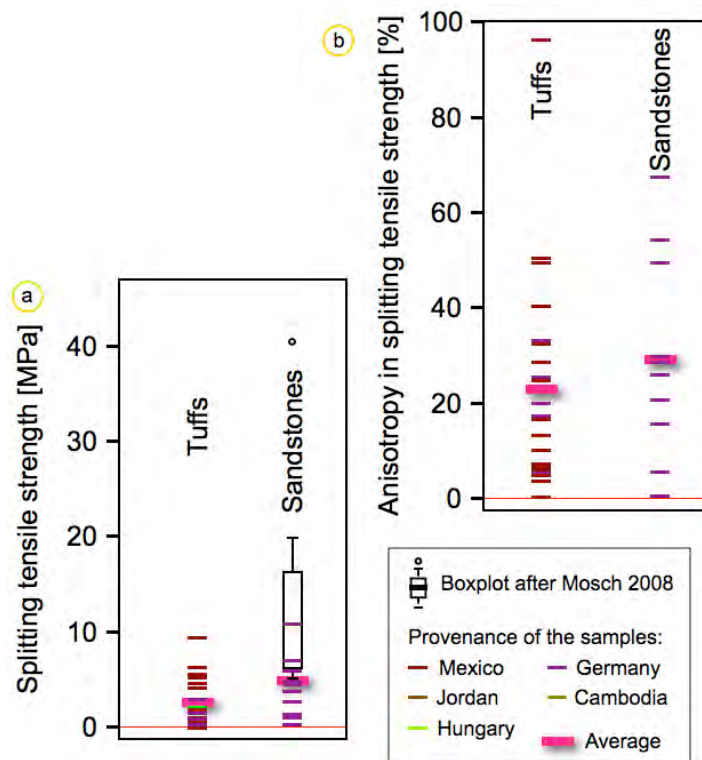 a
Splitting tensile strength [MPa]
40
30
20
10
0
Tuffs
Sandstones
b
Anisotropy in splitting tensile strength [%]
100
80
60
40
20
0
Tuffs
Sandstones
Boxplot after Mosch 2008
Provenance of the samples:
Mexico
Germany
Jordan
Cambodia
Hungary
Average